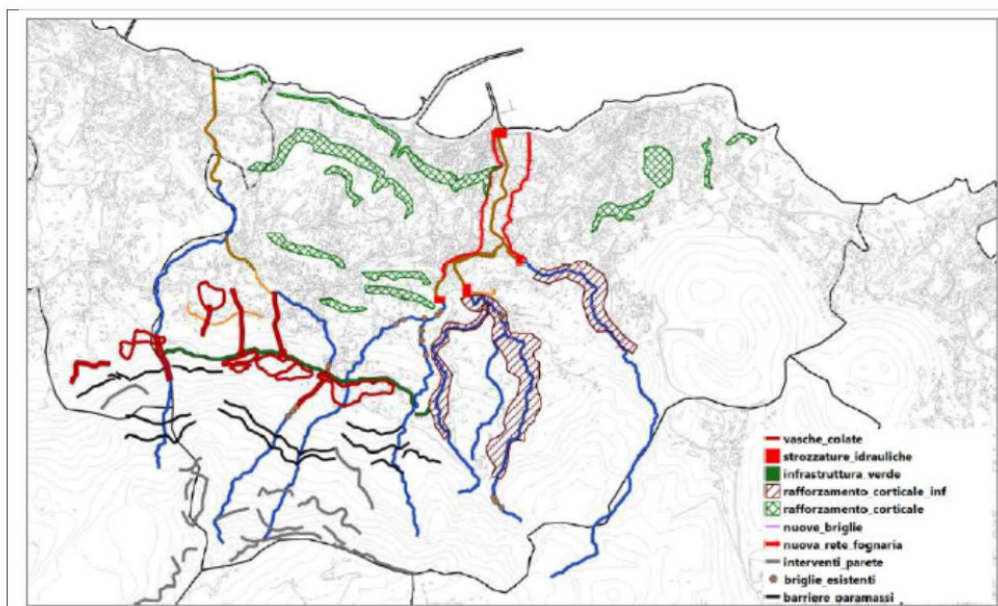 vasche_colate
strozzature_idrauliche
infrastruttura_verde
rafforzamento_corticale_inf
rafforzamento_corticale
nuove_briglie
nuova_rete_fognaria
interventi_parete
briglie_esistenti
barriere_paramassi